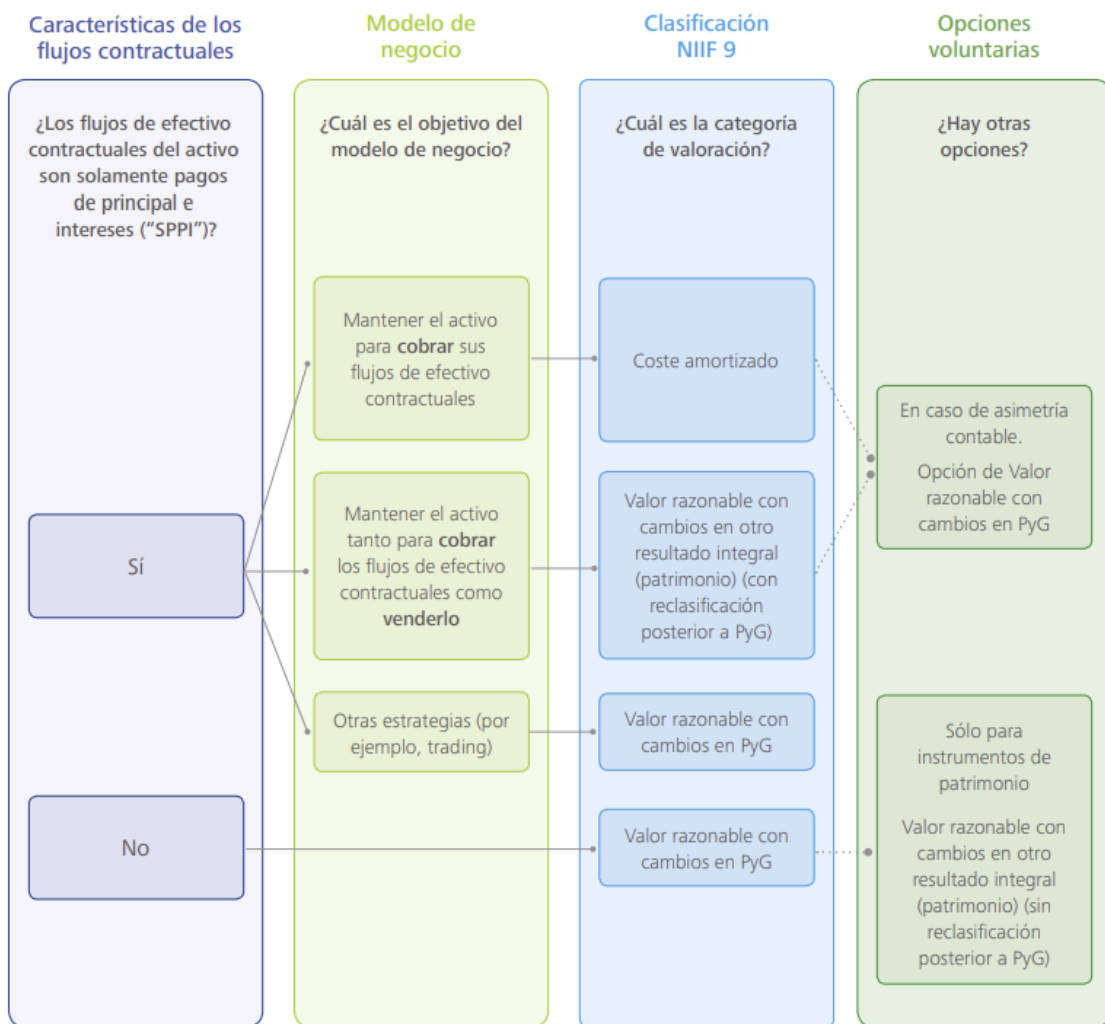 Características de los
flujos contractuales
Modelo de
negocio
Clasificación
NIIF 9
Opciones
voluntarias
¿Los flujos de efectivo
contractuales del activo
son solamente pagos
de principal e
intereses (“SPPI”)?
¿Cuál es el objetivo del
modelo de negocio?
¿Cuál es la categoría
de valoración?
¿Hay otras
opciones?
Sí
Mantener el activo
para cobrar sus
flujos de efectivo
contractuales
Coste amortizado
En caso de asimetría
contable.
Opción de Valor
razonable con
cambios en PyG
Mantener el activo
tanto para cobrar
los flujos de efectivo
contractuales como
venderlo
Valor razonable con
cambios en otro
resultado integral
(patrimonio) (con
reclasificación
posterior a PyG)
Otras estrategias (por
ejemplo, trading)
Valor razonable con
cambios en PyG
No
Valor razonable con
cambios en PyG
Sólo para
instrumentos de
patrimonio
Valor razonable con
cambios en otro
resultado integral
(patrimonio) (sin
reclasificación
posterior a PyG)